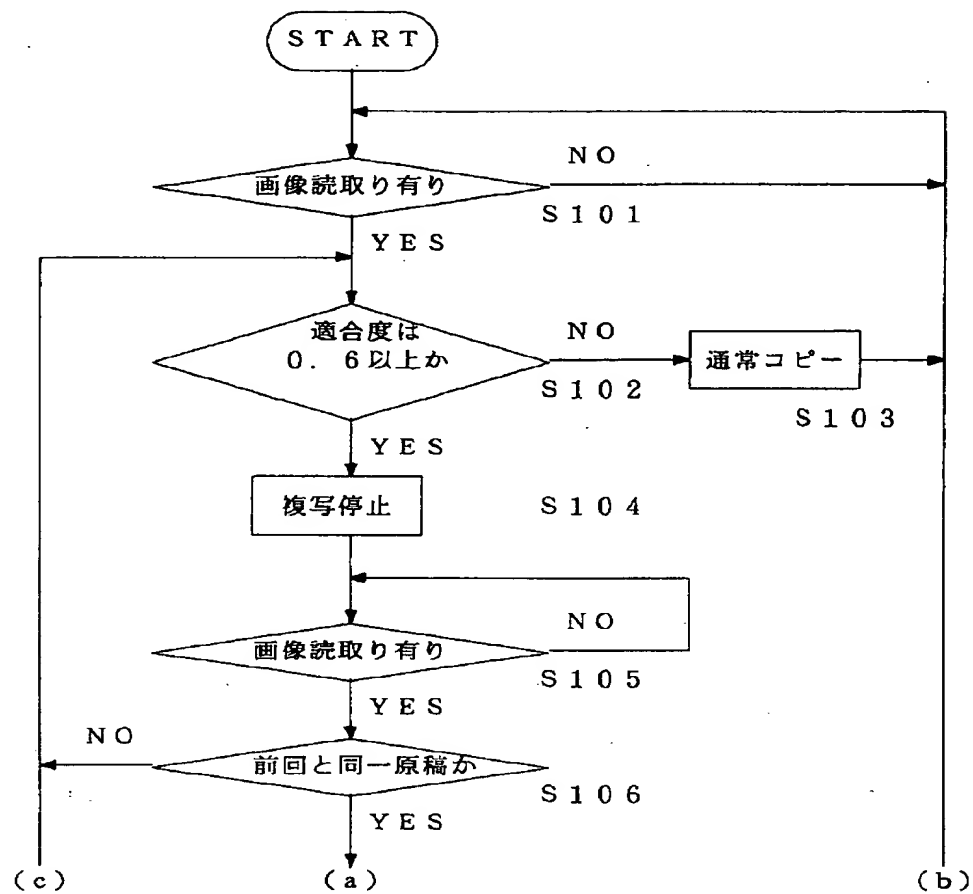 START
NO
画像読取り有り
S101
YES
適合度は
0.6以上か
NO
S102
通常コピー
S103
YES
複写停止
S104
NO
画像読取り有り
S105
YES
NO
前回と同一原稿か
S106
YES
(c)
(a)
(b)